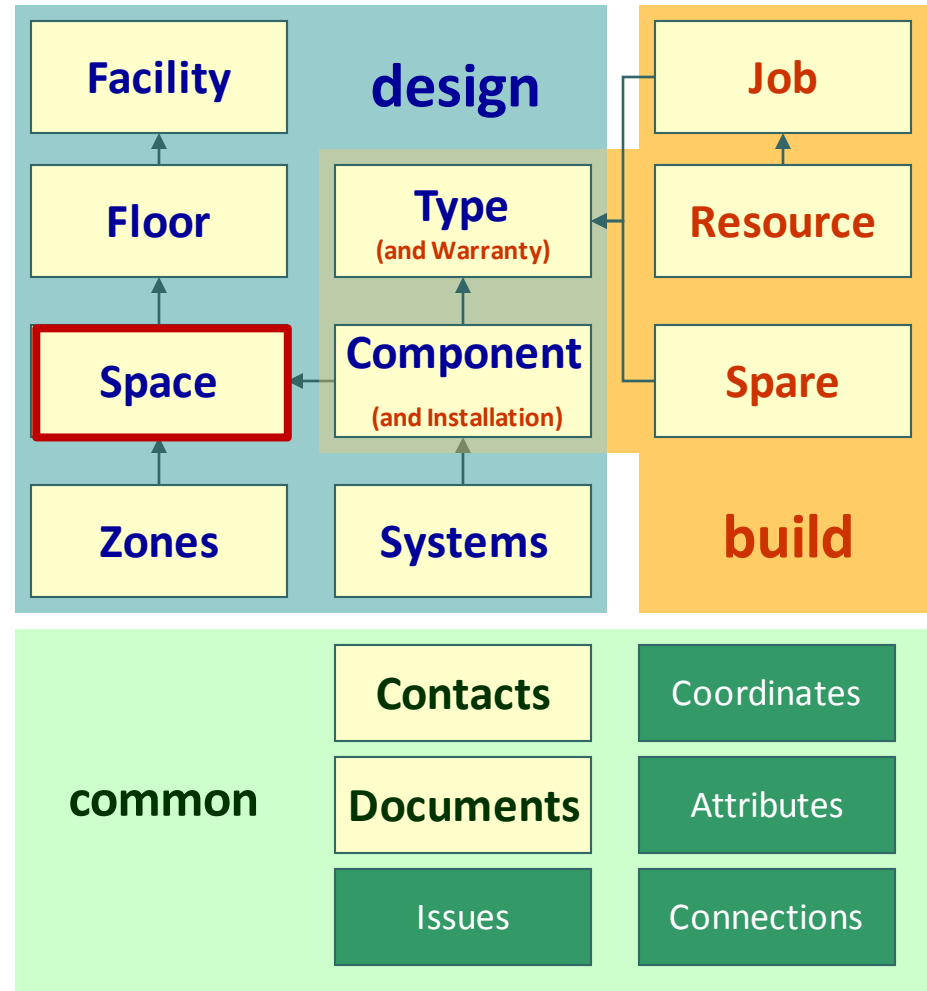 Facility
design
Job
Floor
Type
(and Warranty)
Resource
Space
Component
(and Installation)
Spare
Zones
Systems
build
common
Contacts
Coordinates
Documents
Attributes
Issues
Connections